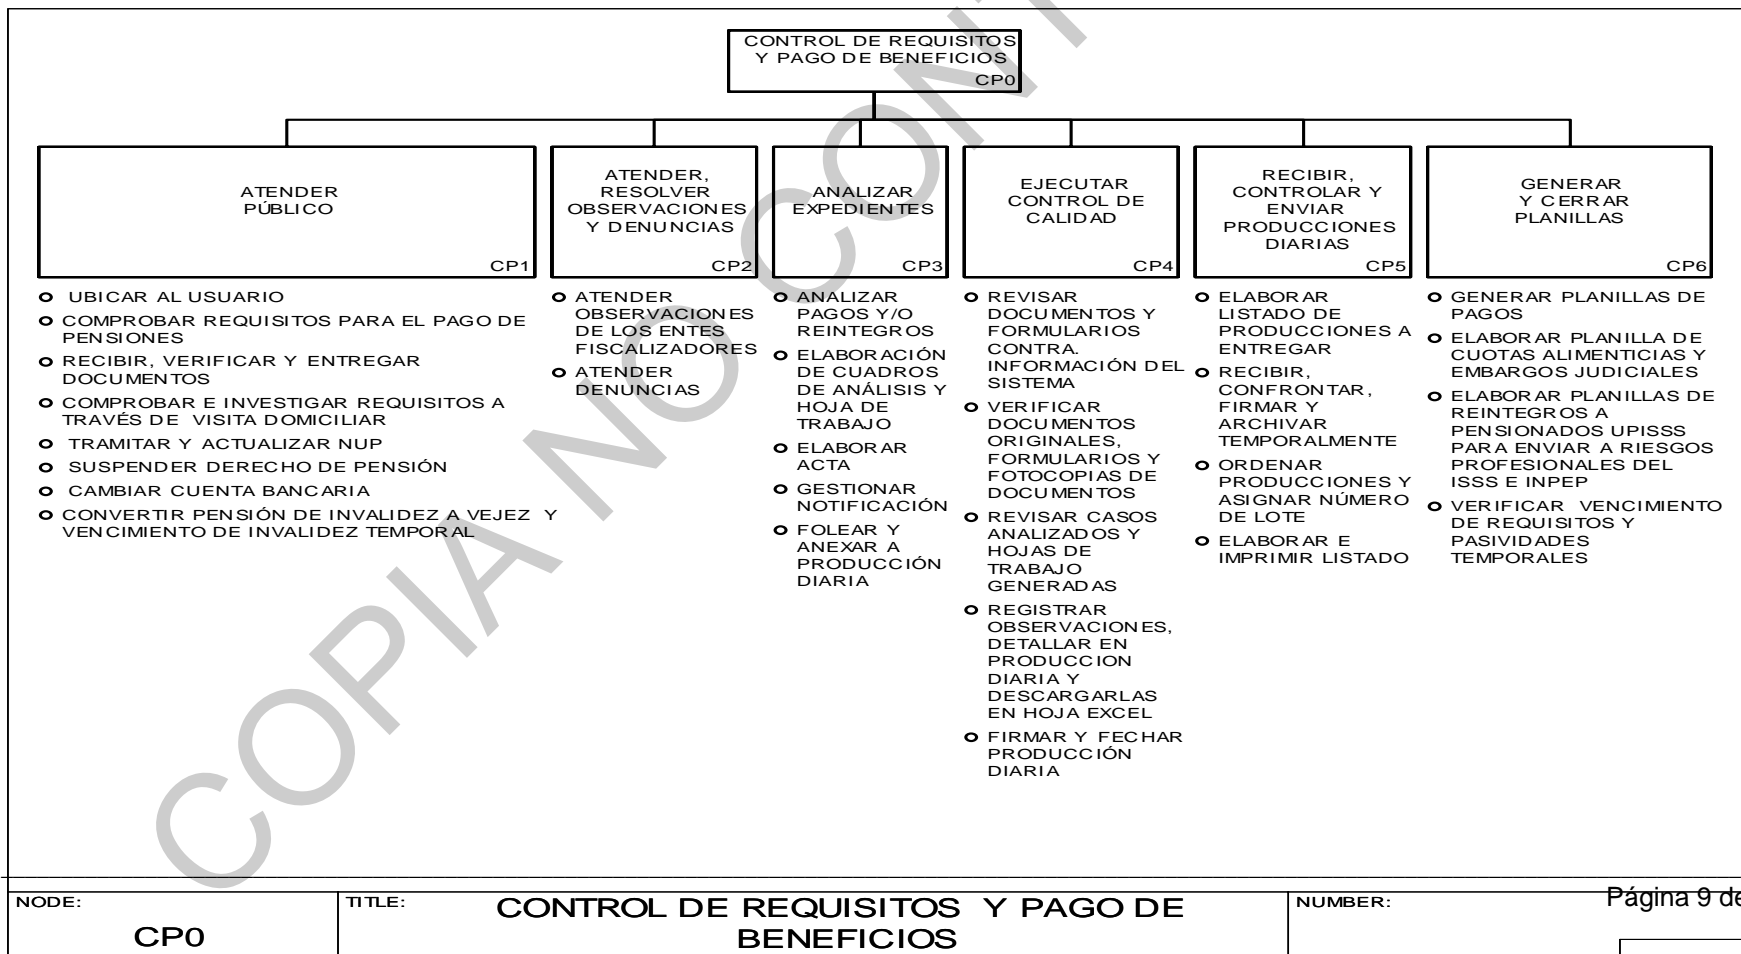 CONTROL DE REQUISITOS
Y PAGO DE BENEFICIOS
CP0
ATENDER
PÚBLICO
CP1
UBICAR AL USUARIO
COMPROBAR REQUISITOS PARA EL PAGO DE
PENSIONES
RECIBIR, VERIFICAR Y ENTREGAR
DOCUMENTOS
COMPROBAR E INVESTIGAR REQUISITOS A
TRAVÉS DE VISITA DOMICILIAR
TRAMITAR Y ACTUALIZAR NUP
SUSPENDER DERECHO DE PENSIÓN
CAMBIAR CUENTA BANCARIA
CONVERTIR PENSIÓN DE INVALIDEZ A VEJEZ Y
VENCIMIENTO DE INVALIDEZ TEMPORAL
ATENDER,
RESOLVER
OBSERVACIONES
Y DENUNCIAS
CP2
ATENDER
OBSERVACIONES
DE LOS ENTES
FISCALIZADORES
ATENDER
DENUNCIAS
ANALIZAR
EXPEDIENTES
CP3
ANALIZAR
PAGOS Y/O
REINTEGROS
ELABORACIÓN
DE CUADROS
DE ANÁLISIS Y
HOJA DE
TRABAJO
ELABORAR
ACTA
GESTIONAR
NOTIFICACIÓN
FOLEAR Y
ANEXAR A
PRODUCCIÓN
DIARIA
EJECUTAR
CONTROL DE
CALIDAD
CP4
REVISAR
DOCUMENTOS Y
FORMULARIOS
CONTRA.
INFORMACIÓN DEL
SISTEMA
VERIFICAR
DOCUMENTOS
ORIGINALES,
FORMULARIOS Y
FOTOCOPIAS DE
DOCUMENTOS
REVISAR CASOS
ANALIZADOS Y
HOJAS DE
TRABAJO
GENERADAS
REGISTRAR
OBSERVACIONES,
DETALLAR EN
PRODUCCION
DIARIA Y
DESCARGARLAS
EN HOJA EXCEL
FIRMAR Y FECHAR
PRODUCCIÓN
DIARIA
RECIBIR,
CONTROLAR Y
ENVIAR
PRODUCCIONES
DIARIAS
CP5
ELABORAR
LISTADO DE
PRODUCCIONES A
ENTREGAR
RECIBIR,
CONFRONTAR,
FIRMAR Y
ARCHIVAR
TEMPORALMENTE
ORDENAR
PRODUCCIONES Y
ASIGNAR NÚMERO
DE LOTE
ELABORAR E
IMPRIMIR LISTADO
GENERAR
Y CERRAR
PLANILLAS
CP6
GENERAR PLANILLAS DE
PAGOS
ELABORAR PLANILLA DE
CUOTAS ALIMENTICIAS Y
EMBARGOS JUDICIALES
ELABORAR PLANILLAS DE
REINTEGROS A
PENSIONADOS UPISSS
PARA ENVIAR A RIESGOS
PROFESIONALES DEL
ISSS E INPEP
VERIFICAR VENCIMIENTO
DE REQUISITOS Y
PASIVIDADES
TEMPORALES
COPIA NO CONT
NODE:
CP0
TITLE:
CONTROL DE REQUISITOS Y PAGO DE
BENEFICIOS
NUMBER:
Página 9 de